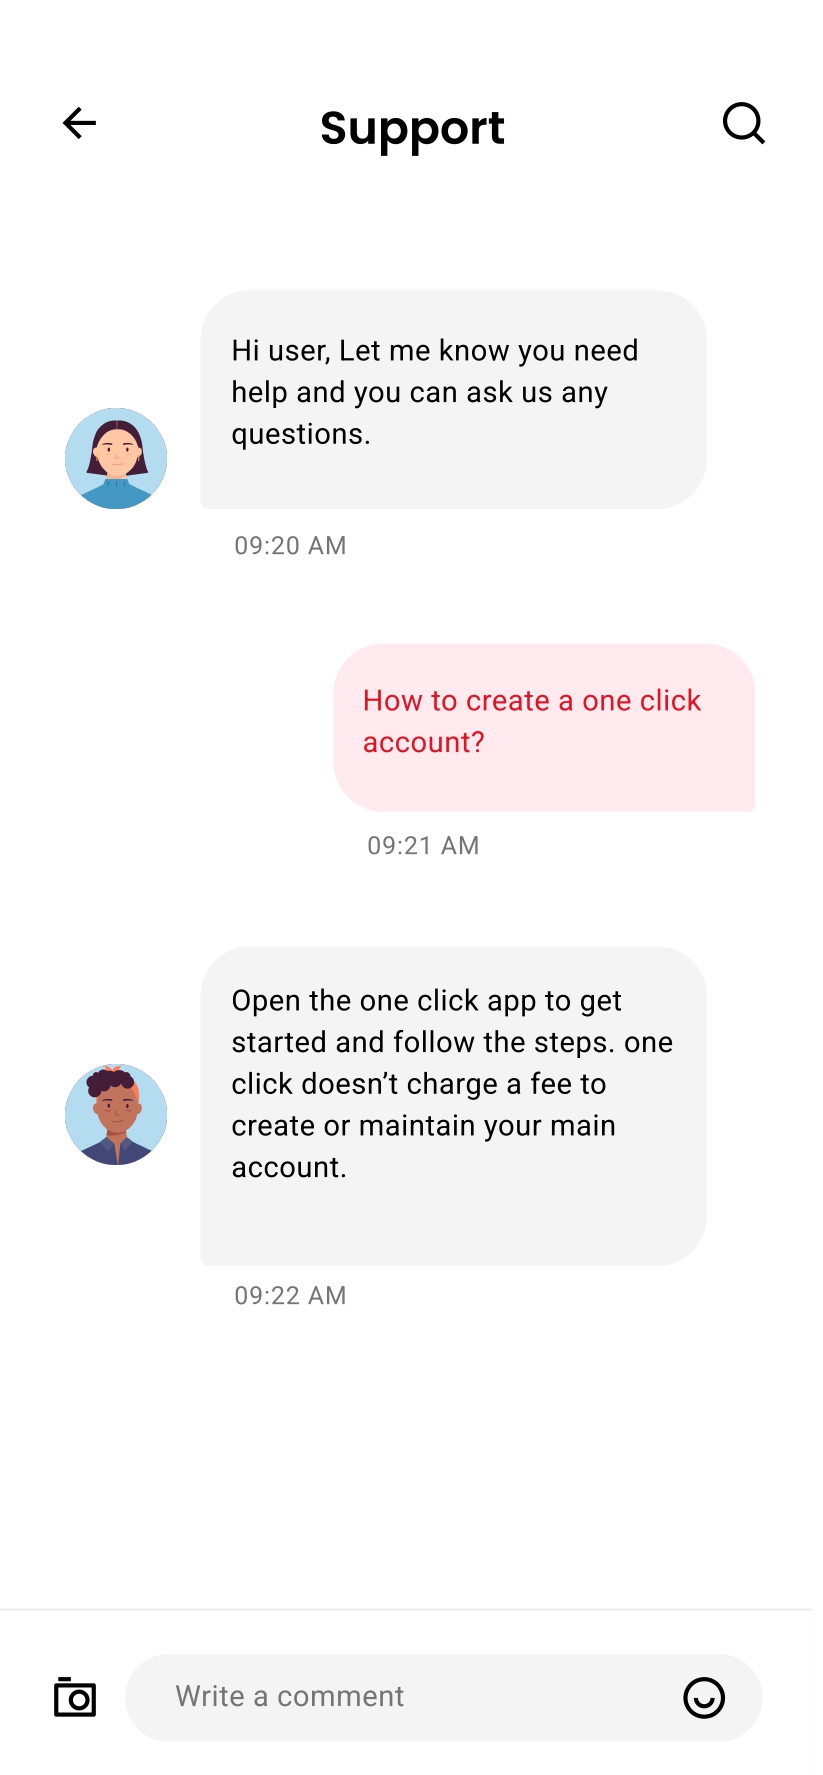 Support
Hi user, Let me know you need
help and you can ask us any
questions.
09:20 AM
How to create a one click
account?
09:21 AM
Open the one click app to get
started and follow the steps. one
click doesn’t charge a fee to
create or maintain your main
account.
09:22 AM
Write a comment